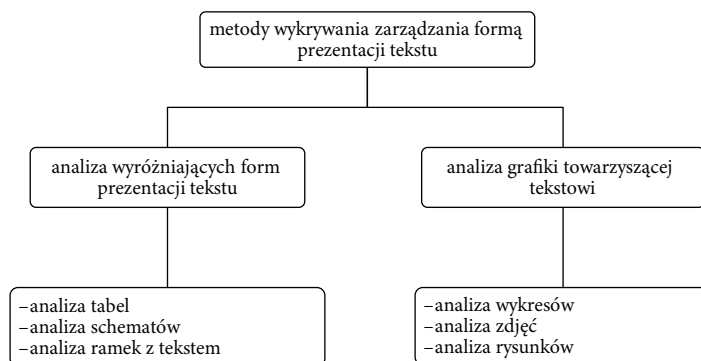 metody wykrywania zarządzania formą
prezentacji tekstu
analiza wyróżniających form
prezentacji tekstu
analiza grafiki towarzyszącej
tekstowi
–analiza tabel
–analiza schematów
–analiza ramek z tekstem
–analiza wykresów
–analiza zdjęć
–analiza rysunków